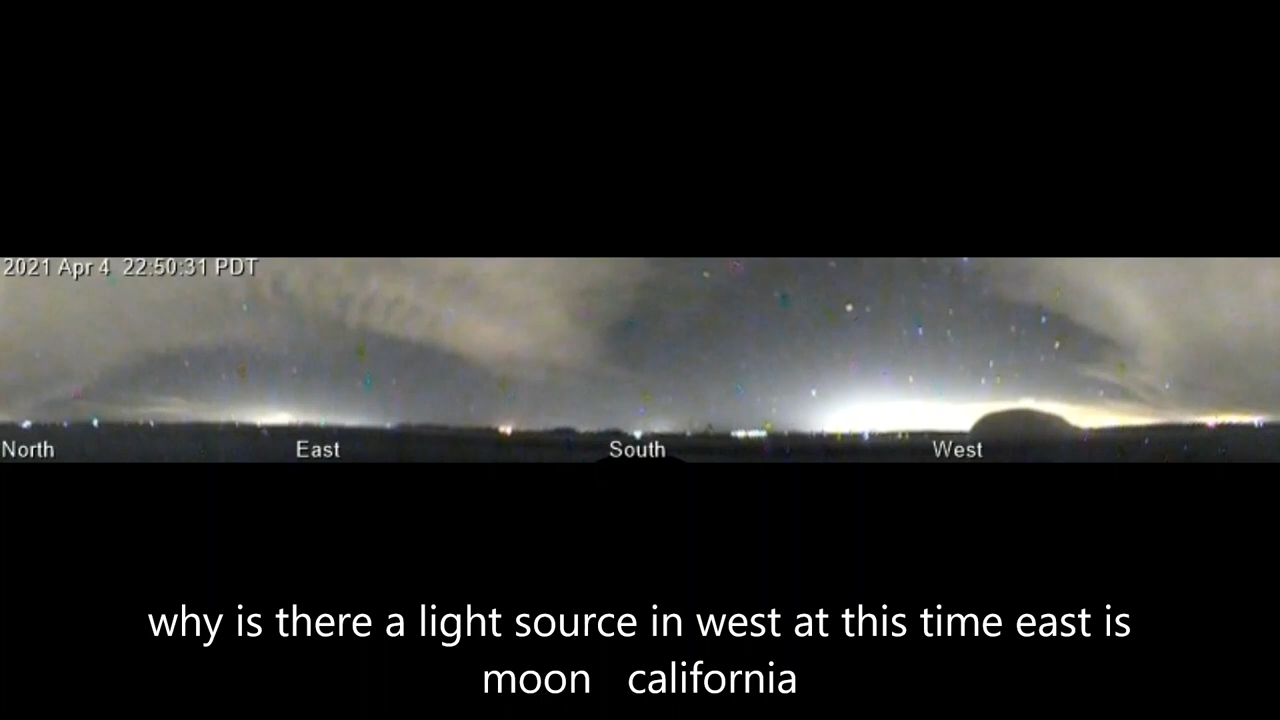 2021 Apr 4 22:50:31 PDT
North East South West
why is there a light source in west at this time east is
moon california